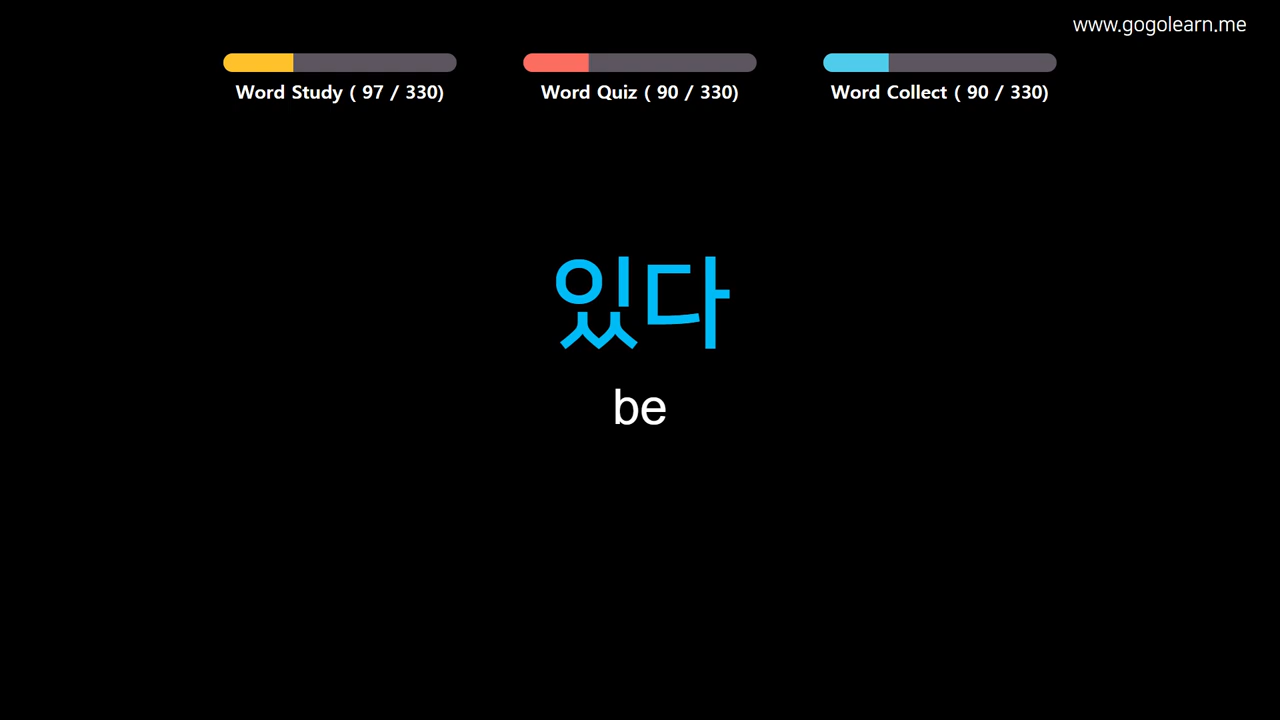 www.gogolearn.me
Word Study ( 97 / 330)
Word Quiz ( 90 / 330)
Word Collect ( 90 / 330)
있다
be